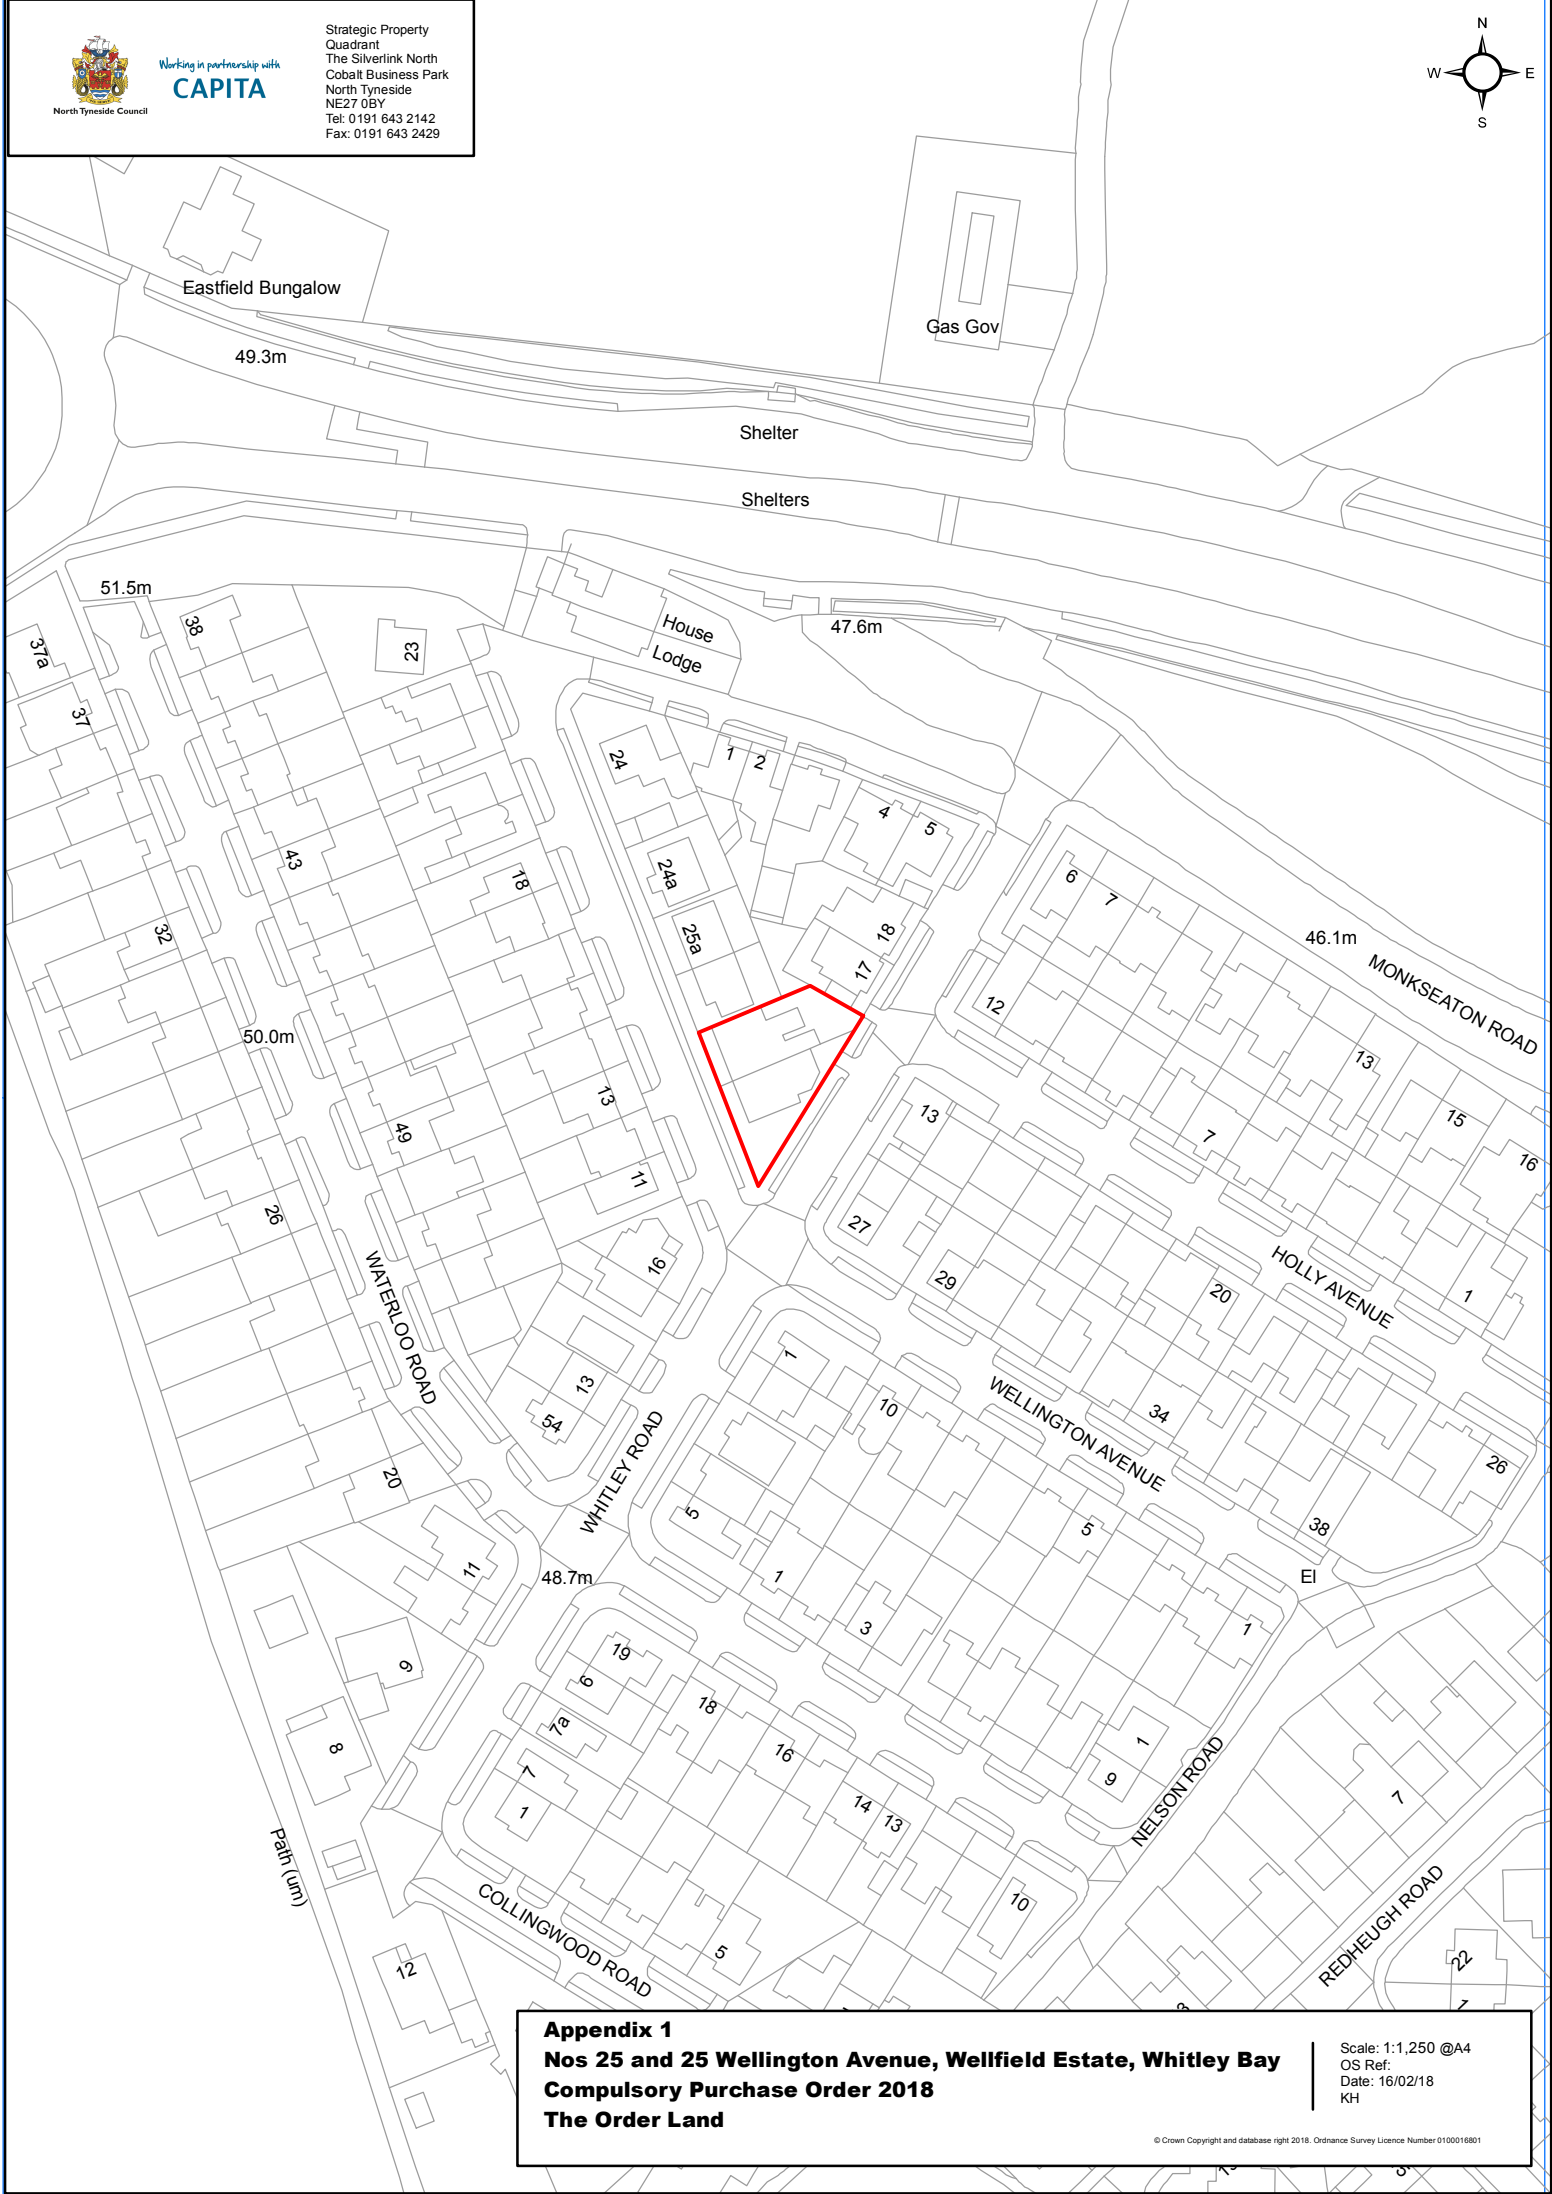 North Tyneside Council
Working in partnership with
CAPITA
Strategic Property
Quadrant
The Silverlink North
Cobalt Business Park
North Tyneside
NE27 0BY
Tel: 0191 643 2142
Fax: 0191 643 2429
N
W
E
S
Eastfield Bungalow
49.3m
Gas Gov
Shelter
Shelters
51.5m
38
37a
37
23
House
Lodge
47.6m
24
1
2
4
5
43
18
24a
25a
32
18
17
6
7
12
46.1m
MONKSEATON ROAD
50.0m
13
49
11
26
16
13
7
13
15
16
27
29
HOLLY AVENUE
20
1
WATERLOO ROAD
13
54
WHITLEY ROAD
1
10
WELLINGTON AVENUE
34
26
38
20
5
5
11
48.7m
1
3
El
1
9
19
6
18
7a
16
8
7
1
14
13
1
9
NELSON ROAD
7
Path (um)
COLLINGWOOD ROAD
5
10
REDHEUGH ROAD
12
22
1
Appendix 1
Nos 25 and 25 Wellington Avenue, Wellfield Estate, Whitley Bay
Compulsory Purchase Order 2018
The Order Land
Scale: 1:1,250 @A4
OS Ref:
Date: 16/02/18
KH
© Crown Copyright and database right 2018. Ordnance Survey Licence Number 0100016801